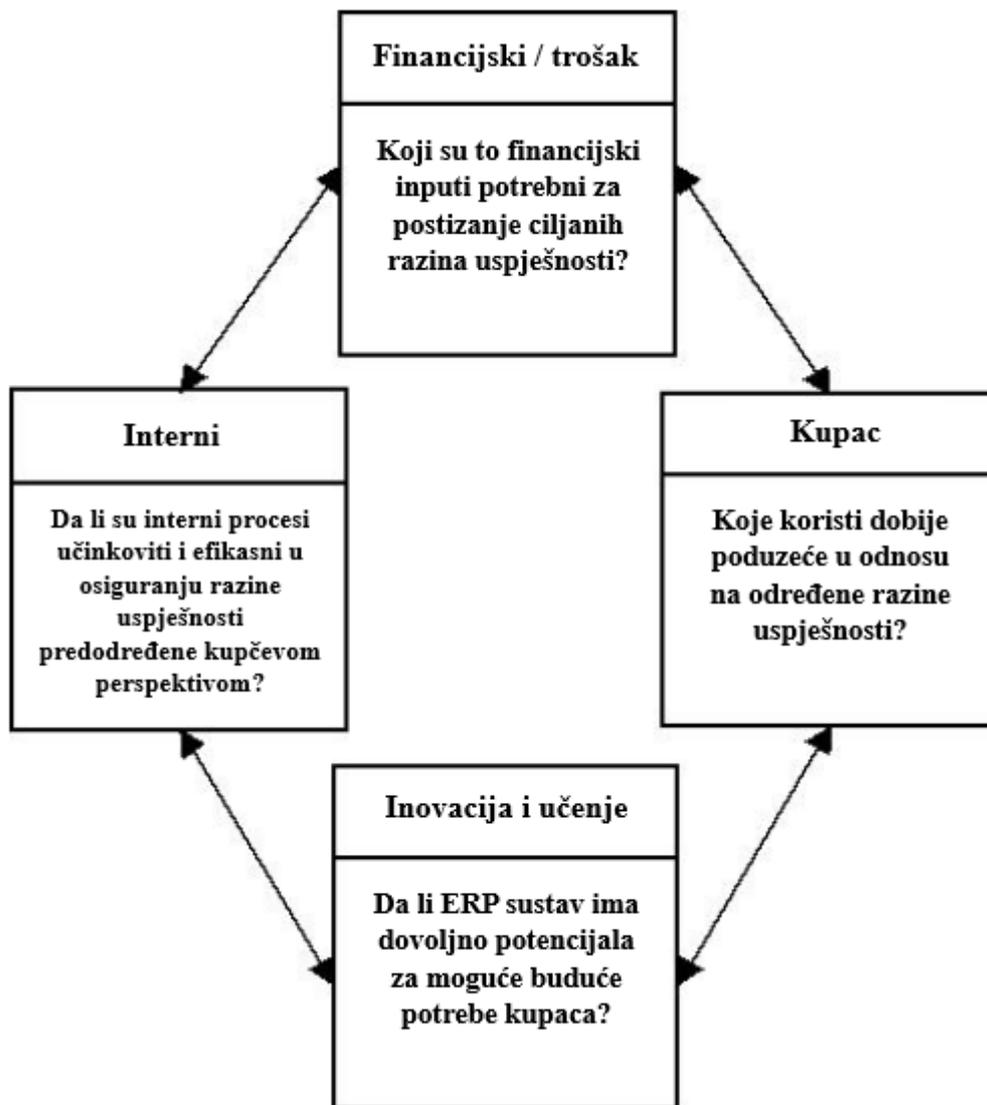 Financijski / trošak
Koji su to financijski
inputi potrebni za
postizanje ciljanih
razina uspješnosti?
Interni
Da li su interni procesi
učinkoviti i efikasni u
osiguranju razine
uspješnosti
predodređene kupčevom
perspektivom?
Kupac
Koje koristi dobije
poduzeće u odnosu
na određene razine
uspješnosti?
Inovacija i učenje
Da li ERP sustav ima
dovoljno potencijala
za moguće buduće
potrebe kupaca?